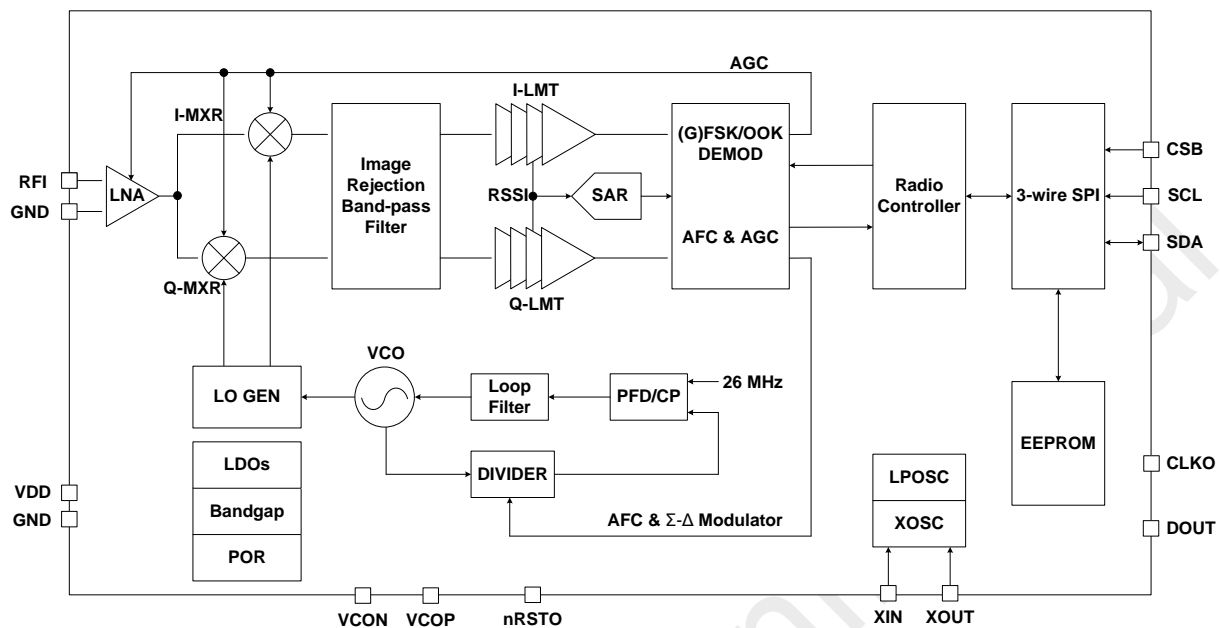 AGC
I-LMT
I-MXR
(G)FSK/OOK
DEMOD
CSB
Image
Rejection
Band-pass
Filter
RFI
LNA
RSSI
SAR
Radio
Controller
3-wire SPI
SCL
GND
AFC & AGC
SDA
Q-MXR
Q-LMT
VCO
26 MHz
LO GEN
Loop
Filter
PFD/CP
EEPROM
LDOs
DIVIDER
LPOSC
CLKO
VDD
Bandgap
GND
AFC & Σ-Δ Modulator
XOSC
DOUT
POR
VCON
VCOP
nRSTO
XIN
XOUT